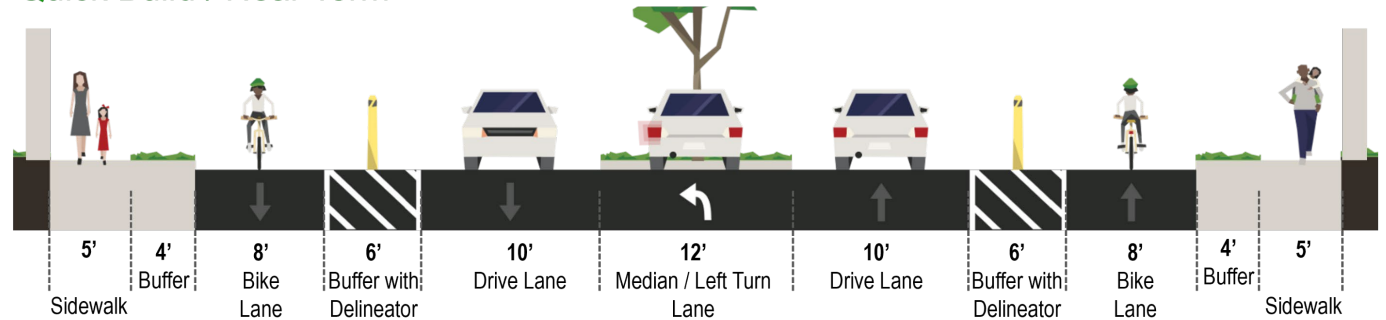 5’ 4’ 8’ 6’ 10’ 12’ 10’ 6’ 8’ 4’ 5’
Buffer Bike Buffer with Drive Lane Median / Left Turn Drive Lane Buffer with Bike Buffer
Sidewalk Lane Delineator Lane Delineator Lane Sidewalk